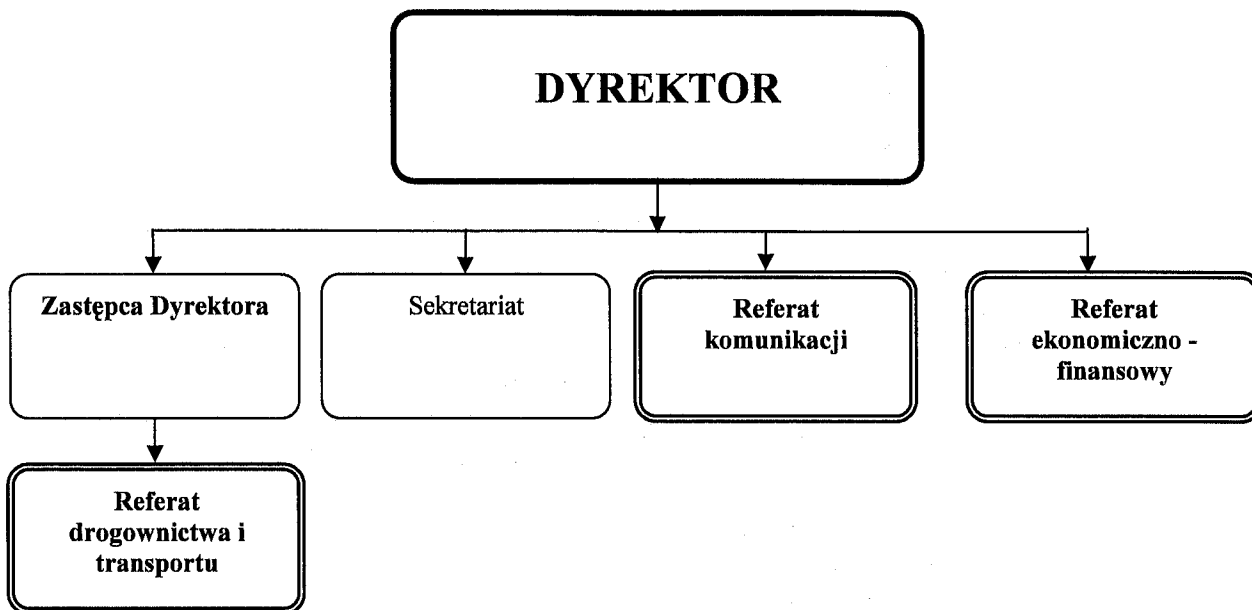 DYREKTOR
Zastępca Dyrektora
Sekretariat
Referat
komunikacji
Referat
ekonomiczno -
finansowy
Referat
drogownictwa i
transportu